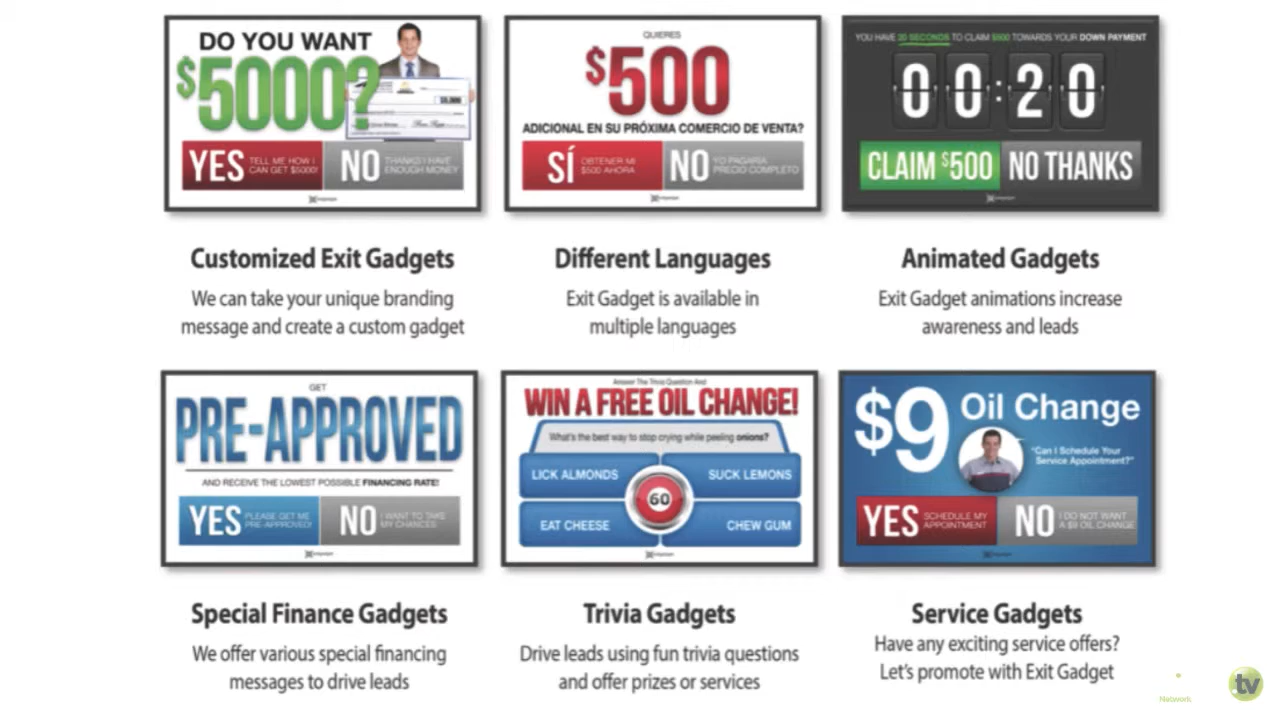 DO YOU WANT
$5000?
$5,000
YES TELL ME HOW I CAN GET $5000!
NO THANKS I HAVE ENOUGH MONEY
QUIERES
$500
ADICIONAL EN SU PRÓXIMA COMERCIO DE VENTA?
SÍ OBTENER MI $500 AHORA
NO YO PAGARÍA PRECIO COMPLETO
YOU HAVE 20 SECONDS TO CLAIM $500 TOWARDS YOUR DOWN PAYMENT
00:20
CLAIM $500 NO THANKS
Customized Exit Gadgets
We can take your unique branding
message and create a custom gadget
Different Languages
Exit Gadget is available in
multiple languages
Animated Gadgets
Exit Gadget animations increase
awareness and leads
GET
PRE-APPROVED
AND RECEIVE THE LOWEST POSSIBLE FINANCING RATE!
YES PLEASE GET ME PRE-APPROVED!
NO I WANT TO TAKE MY CHANCES
Answer The Trivia Question And
WIN A FREE OIL CHANGE!
What's the best way to stop crying while peeling onions?
LICK ALMONDS
SUCK LEMONS
60
EAT CHEESE
CHEW GUM
$9 Oil Change
"Can I Schedule Your
Service Appointment?"
YES SCHEDULE MY APPOINTMENT
NO I DO NOT WANT A $9 OIL CHANGE
Special Finance Gadgets
We offer various special financing
messages to drive leads
Trivia Gadgets
Drive leads using fun trivia questions
and offer prizes or services
Service Gadgets
Have any exciting service offers?
Let's promote with Exit Gadget
Network
.tv